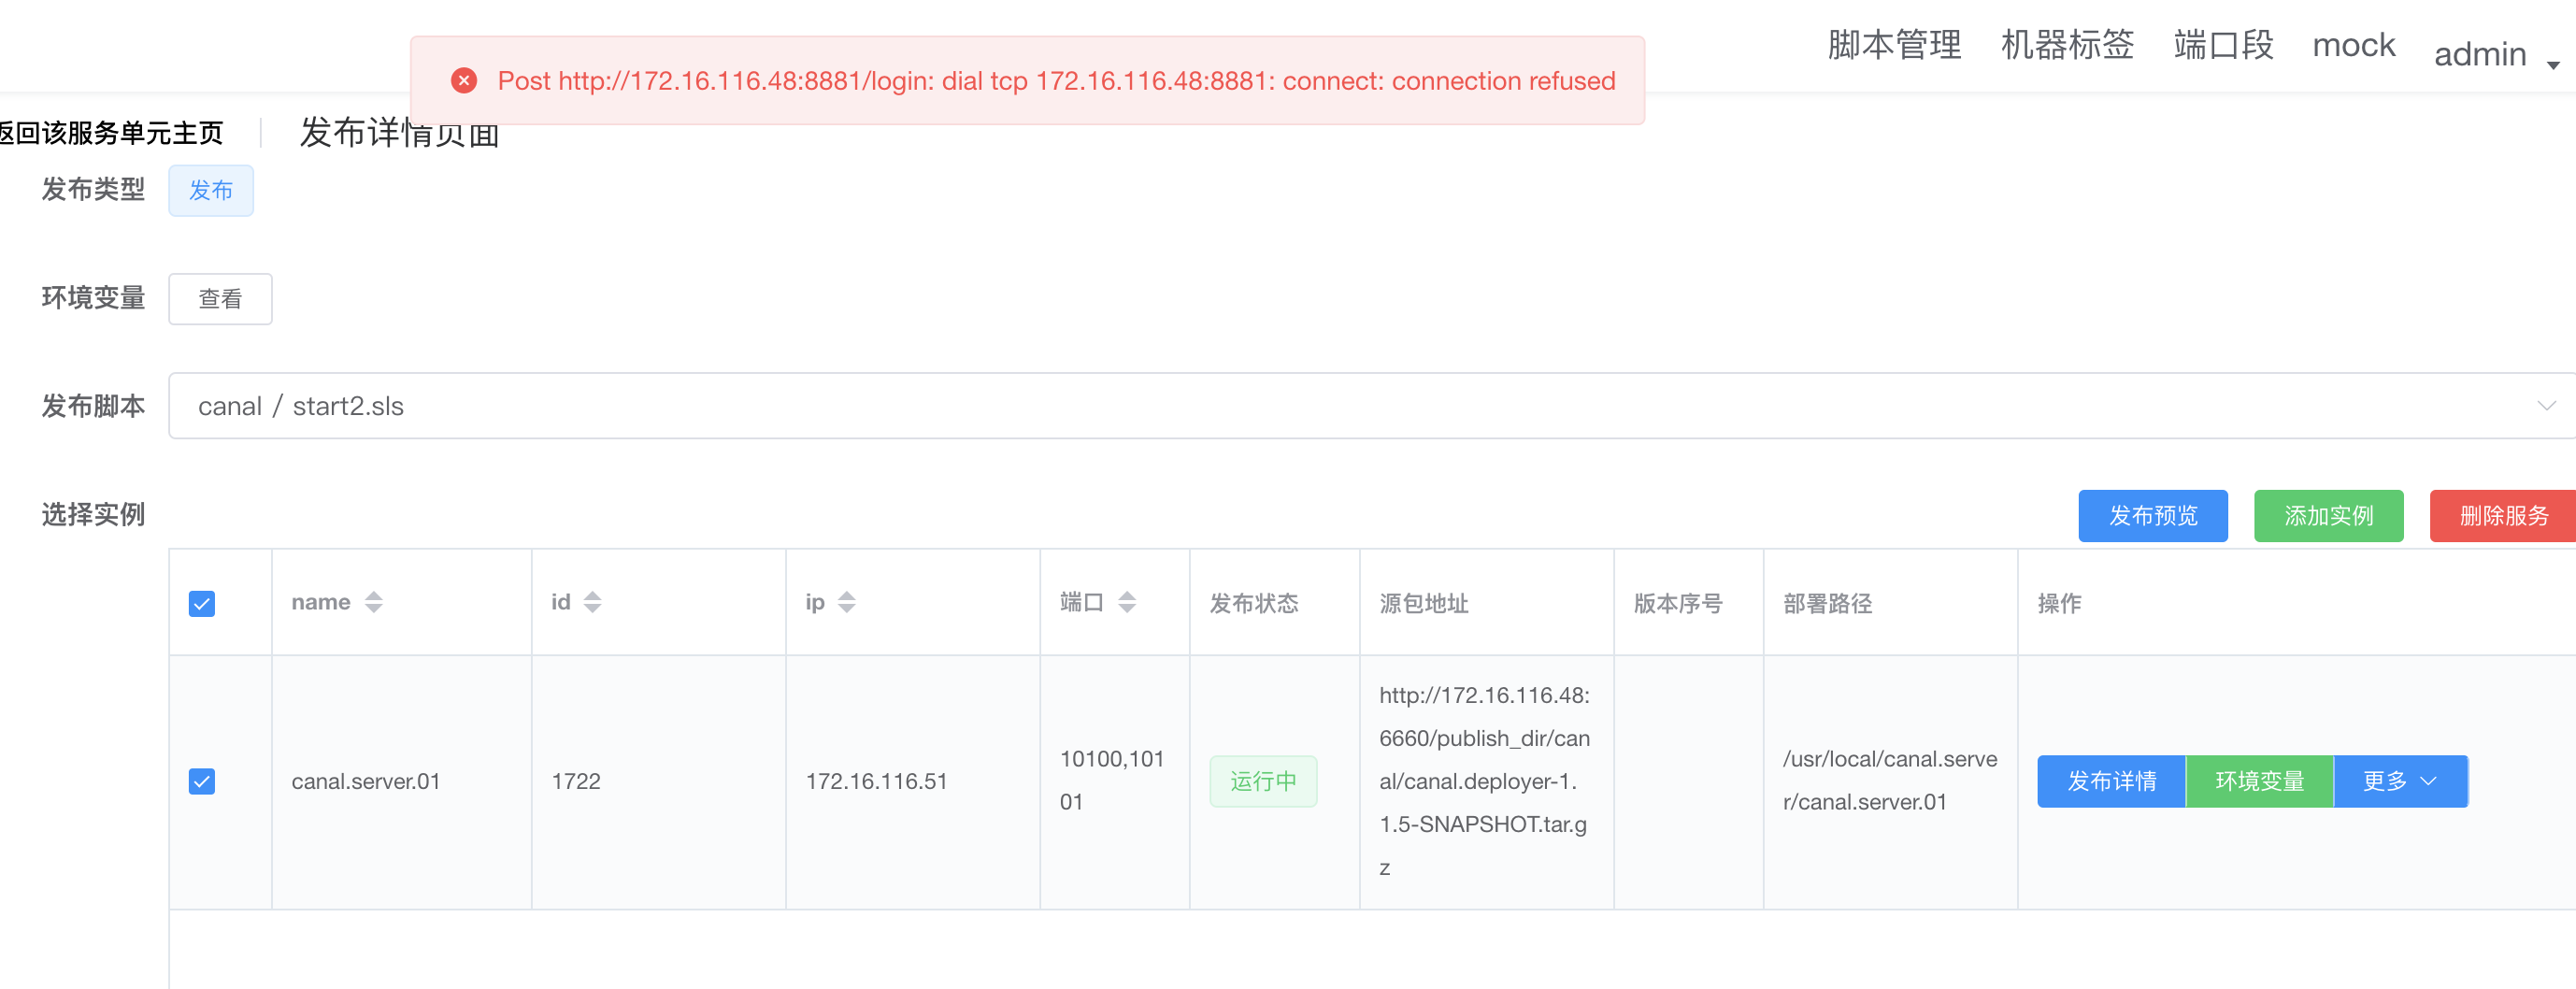 脚本管理 机器标签 端口段 mock admin
Post http://172.16.116.48:8881/login: dial tcp 172.16.116.48:8881: connect: connection refused
返回该服务单元主页 发布详情页面
发布类型 发布
环境变量 查看
发布脚本 canal / start2.sls
选择实例 发布预览 添加实例 删除服务
name id ip 端口 发布状态 源包地址 版本序号 部署路径 操作
canal.server.01
1722
172.16.116.51
10100,101
01
运行中
http://172.16.116.48:
6660/publish_dir/can
al/canal.deployer-1.
1.5-SNAPSHOT.tar.g
z
/usr/local/canal.serve
r/canal.server.01
发布详情 环境变量 更多